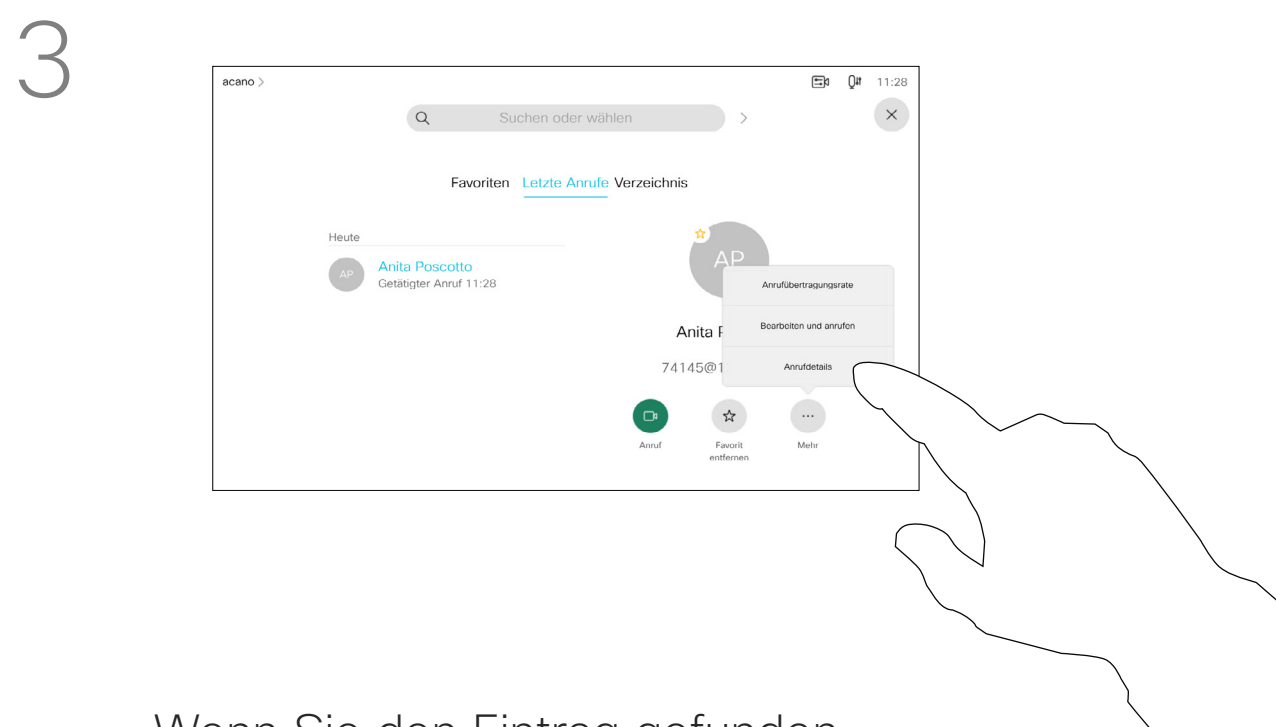 3
acano >
11:28
Suchen oder wählen >
Favoriten Letzte Anrufe Verzeichnis
Heute
AP
Anita Poscotto
Getätigter Anruf 11:28
AP
Anrufübertragungsrate
Bearbeiten und anrufen
Anrufdetails
Anita
74145@1
Anruf
Favorit
entfernen
Mehr
Wenn Sie den Eintrag gefunden